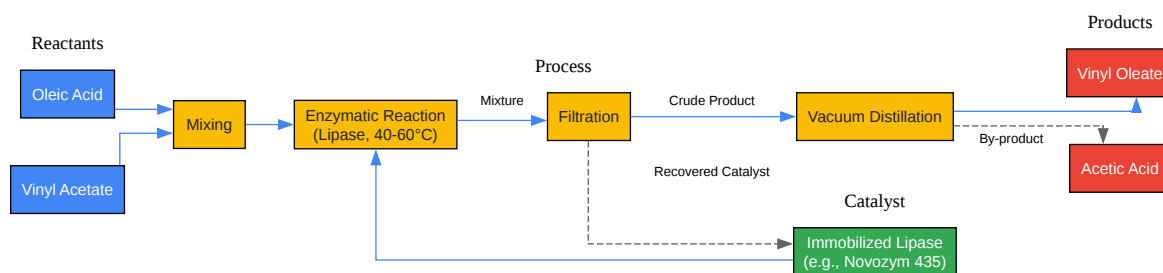 Products
Reactants
Vinyl Oleate
Process
Oleic Acid
Mixture
Crude Product
Enzymatic Reaction
(Lipase, 40-60°C)
Mixing
Filtration
Vacuum Distillation
By-product
Recovered Catalyst
Acetic Acid
Vinyl Acetate
Catalyst
Immobilized Lipase
(e.g., Novozym 435)